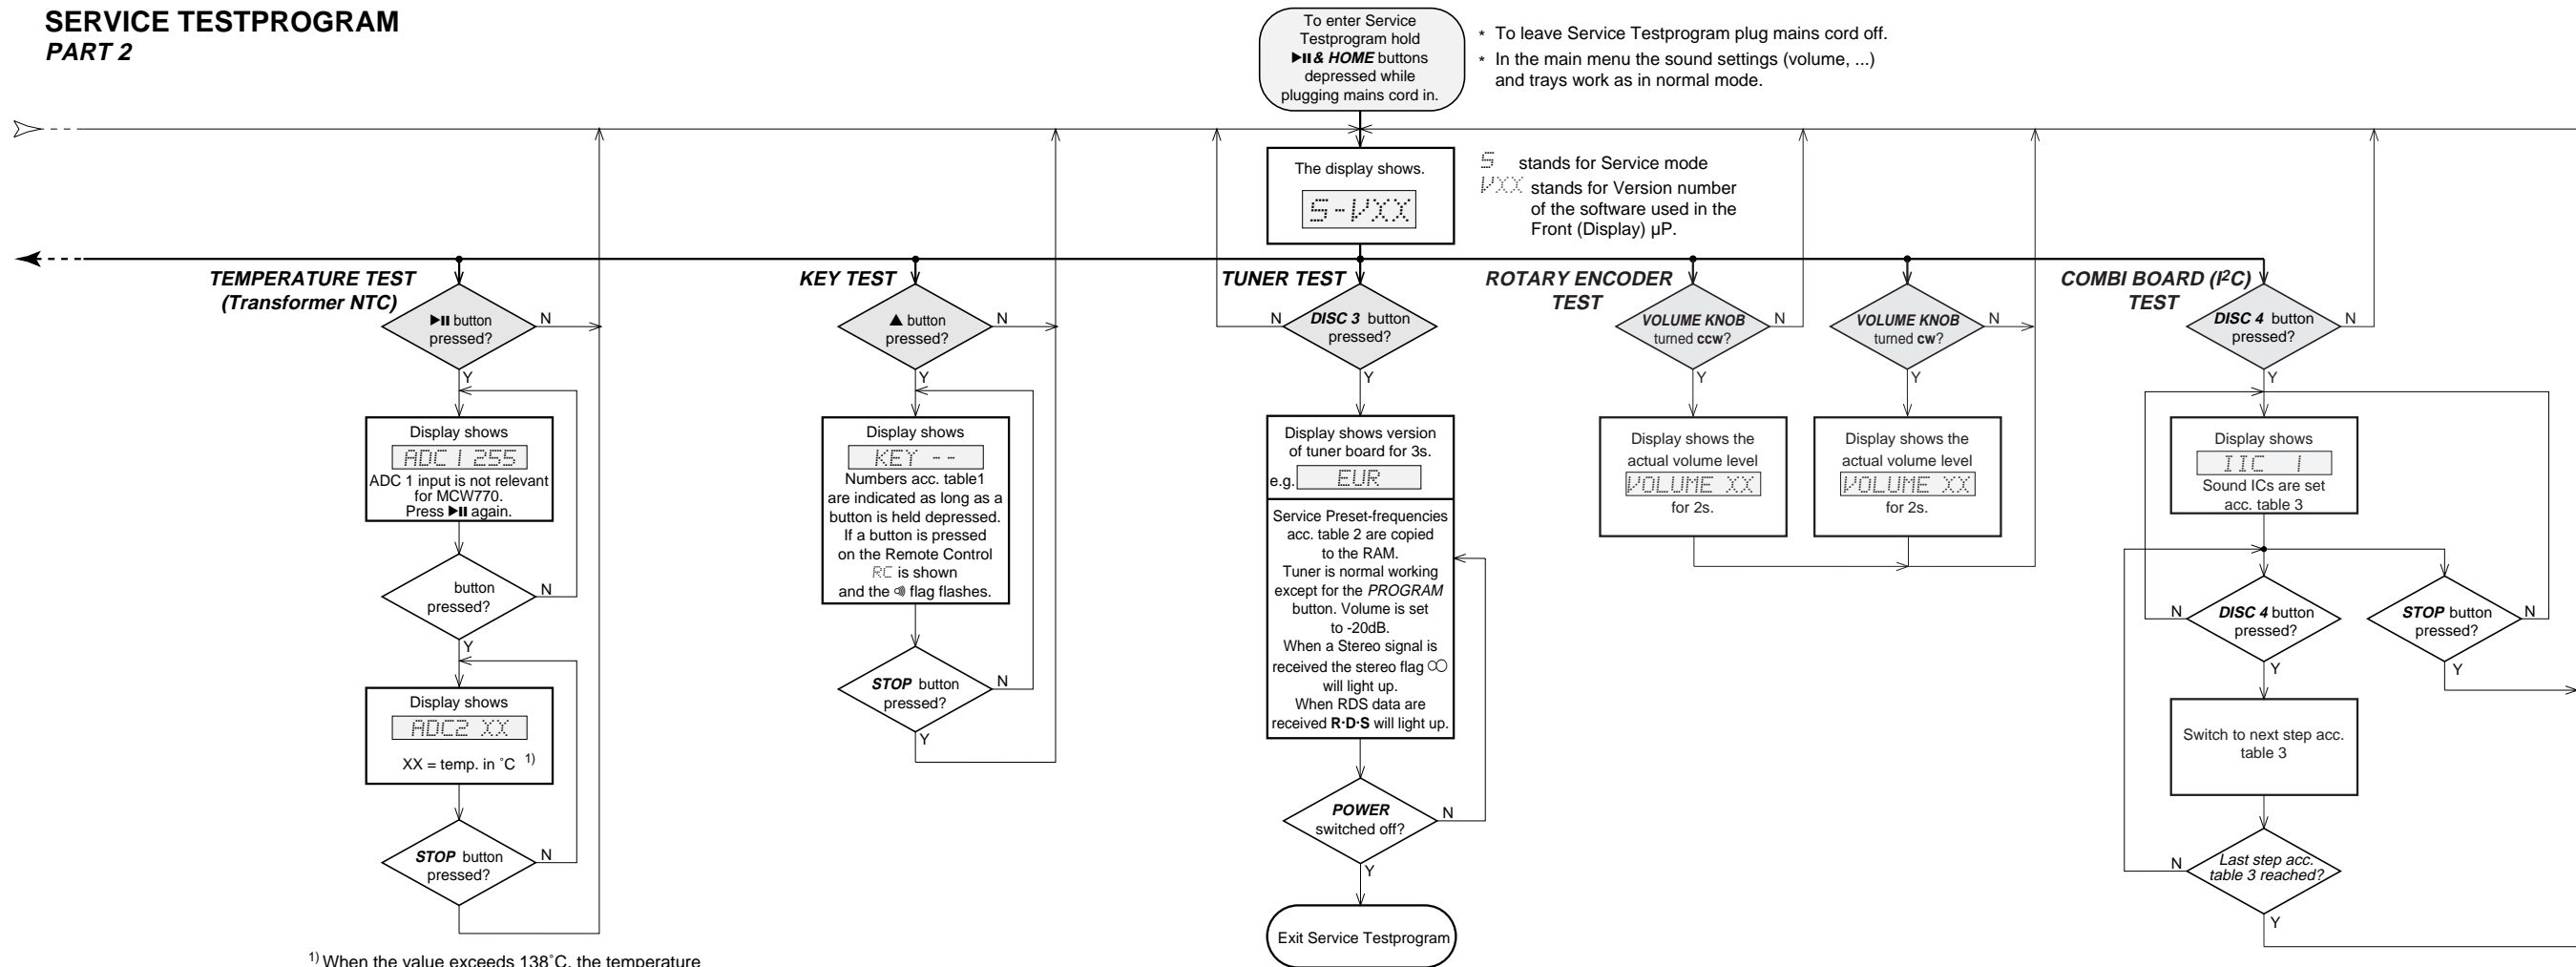 SERVICE TESTPROGRAM
PART 2
To enter Service
Testprogram hold
▶II & HOME buttons
depressed while
plugging mains cord in.
* To leave Service Testprogram plug mains cord off.
* In the main menu the sound settings (volume, ...)
and trays work as in normal mode.
The display shows.
S-VXX
S stands for Service mode
VXX stands for Version number
of the software used in the
Front (Display) µP.
TEMPERATURE TEST
(Transformer NTC)
▶II button
pressed?
N
Y
Display shows
ADC1 255
ADC 1 input is not relevant
for MCW770.
Press ▶II again.
button
pressed?
N
Y
Display shows
ADC2 XX
XX = temp. in ˚C 1)
STOP button
pressed?
N
1) When the value exceeds 138˚C, the temperature
KEY TEST
▲ button
pressed?
N
Y
Display shows
KEY --
Numbers acc. table1
are indicated as long as a
button is held depressed.
If a button is pressed
on the Remote Control
RC is shown
and the flag flashes.
STOP button
pressed?
N
Y
TUNER TEST
DISC 3 button
pressed?
N
Y
Display shows version
of tuner board for 3s.
e.g. EUR
Service Preset-frequencies
acc. table 2 are copied
to the RAM.
Tuner is normal working
except for the PROGRAM
button. Volume is set
to -20dB.
When a Stereo signal is
received the stereo flag
will light up.
When RDS data are
received R·D·S will light up.
POWER
switched off?
N
Y
Exit Service Testprogram
ROTARY ENCODER
TEST
VOLUME KNOB
turned ccw?
N
Y
Display shows the
actual volume level
VOLUME XX
for 2s.
VOLUME KNOB
turned cw?
N
Y
Display shows the
actual volume level
VOLUME XX
for 2s.
COMBI BOARD (I²C)
TEST
DISC 4 button
pressed?
N
Y
Display shows
IIC 1
Sound ICs are set
acc. table 3
DISC 4 button
pressed?
N
Y
STOP button
pressed?
N
Y
Switch to next step acc.
table 3
Last step acc.
table 3 reached?
N
Y